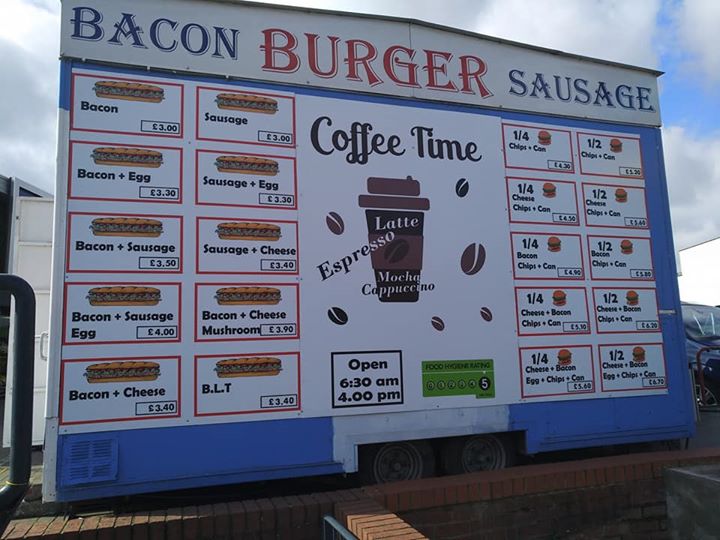 BACON BURGER SAUSAGE
Bacon
£3.00
Bacon + Egg
£3.30
Bacon + Sausage
£3.50
Bacon + Sausage
Egg
£4.00
Bacon + Cheese
£3.40
Sausage
£3.00
Sausage + Egg
£3.30
Sausage + Cheese
£3.40
Bacon + Cheese
Mushroom
£3.90
B.L.T
£3.40
Coffee Time
Latte
Espresso
Mocha
Cappuccino
Open
6:30 am
4.00 pm
FOOD HYGIENE RATING
5
1/4
Chips + Can
£4.30
1/4
Cheese
Chips + Can
£4.50
1/4
Bacon
Chips + Can
£4.90
1/4
Cheese + Bacon
Chips + Can
£5.10
1/4
Cheese + Bacon
Egg + Chips + Can
£5.60
1/2
Chips + Can
£5.20
1/2
Cheese
Chips + Can
£5.60
1/2
Bacon
Chips + Can
£5.80
1/2
Cheese + Bacon
Chips + Can
£6.20
1/2
Cheese + Bacon
Egg + Chips + Can
£6.70